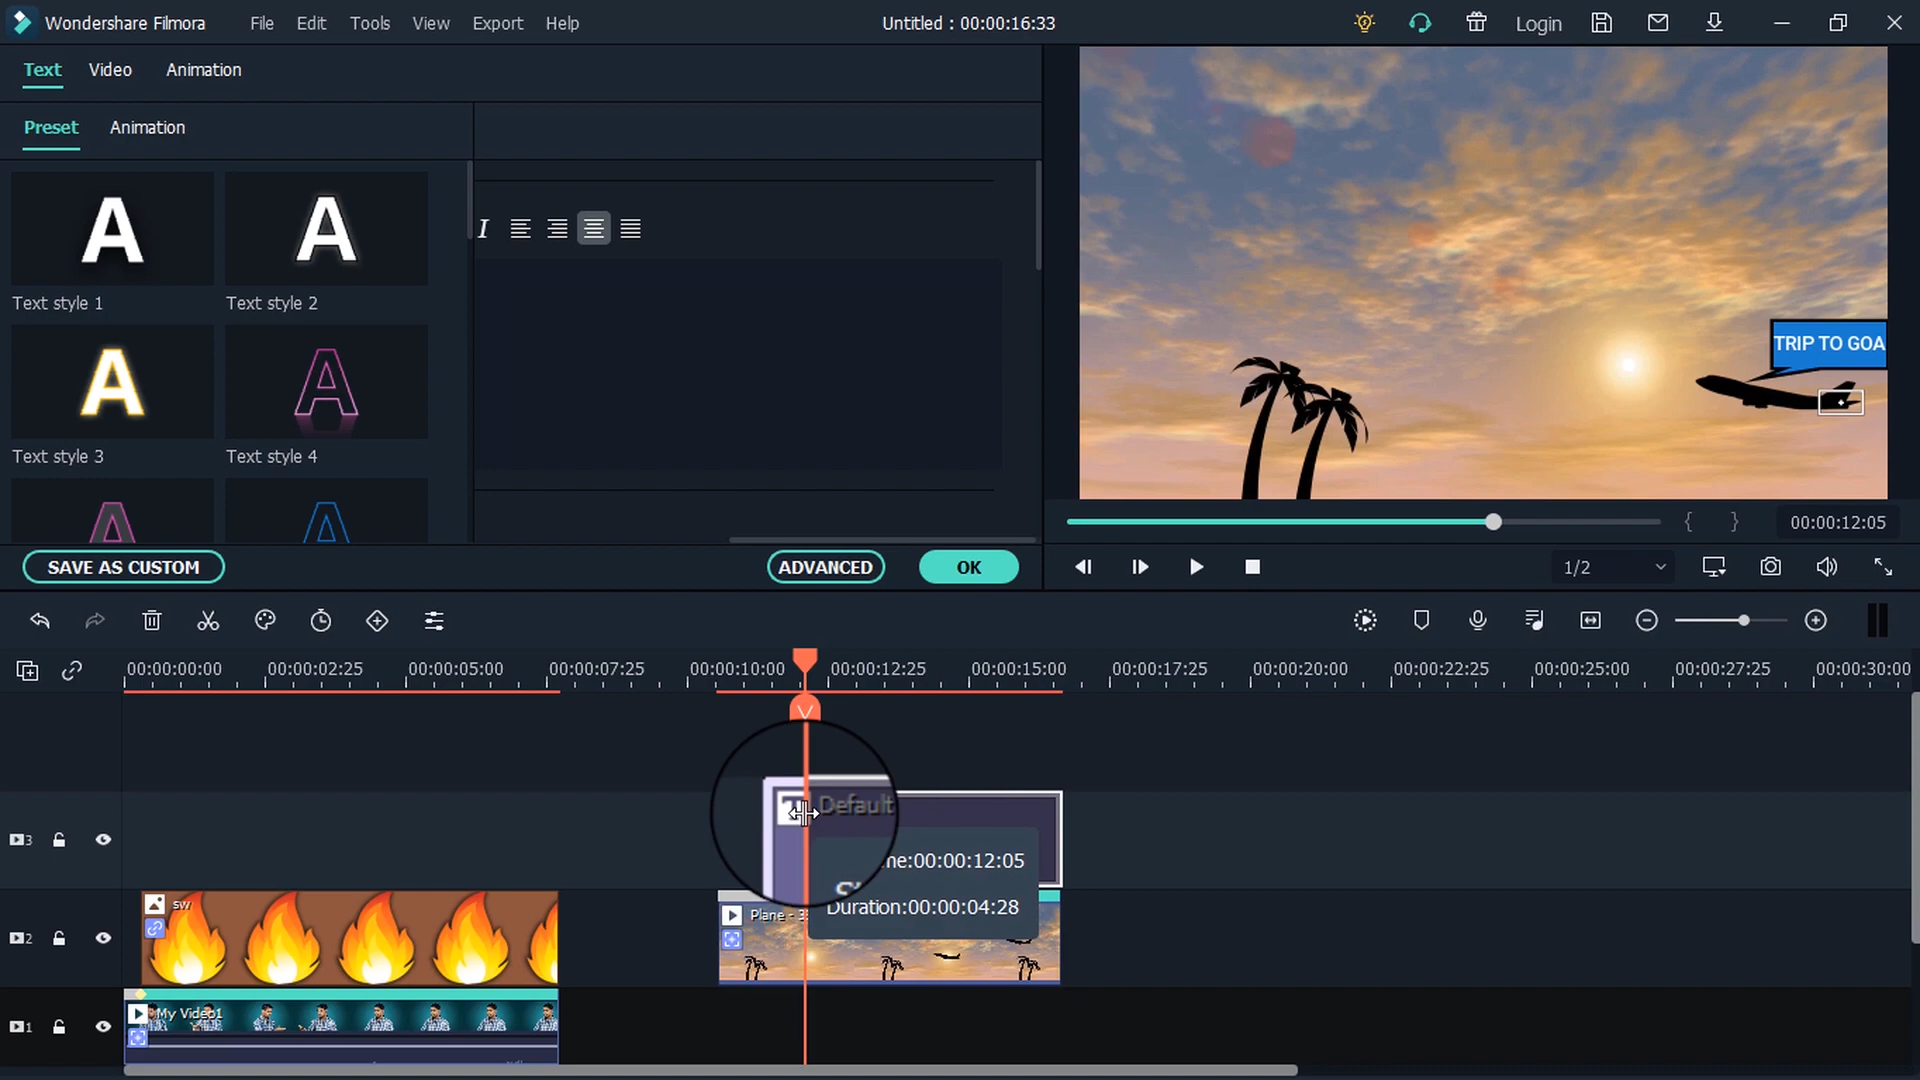 Wondershare Filmora File Edit Tools View Export Help Untitled : 00:00:16:33 Login
Text Video Animation
Preset Animation
A A
Text style 1 Text style 2
A A
Text style 3 Text style 4
A A
I
TRIP TO GOA
SAVE AS CUSTOM ADVANCED OK
{ } 00:00:12:05
1/2
00:00:00:00 00:00:02:25 00:00:05:00 00:00:07:25 00:00:10:00 00:00:12:25 00:00:15:00 00:00:17:25 00:00:20:00 00:00:22:25 00:00:25:00 00:00:27:25 00:00:30:00
T Default
3
me:00:00:12:05
Duration:00:00:04:28
sw
Plane - 3
2
My Video1
1